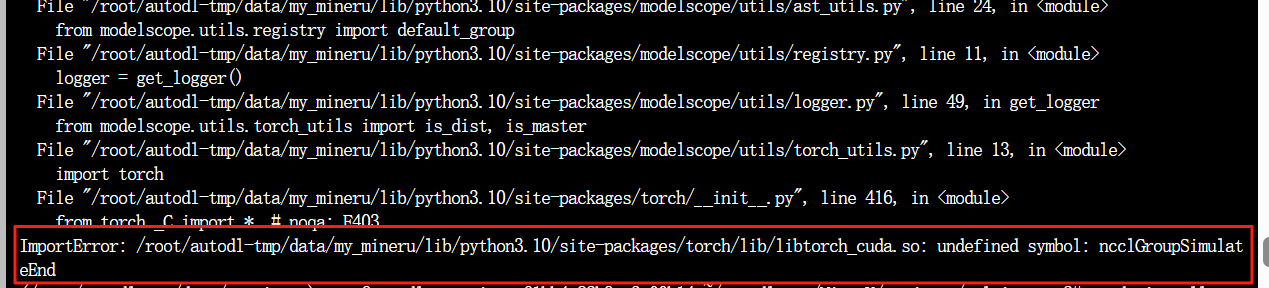 File "/root/autodl-tmp/data/my_mineru/lib/python3.10/site-packages/modelscope/utils/ast_utils.py", line 24, in <module>
from modelscope.utils.registry import default_group
File "/root/autodl-tmp/data/my_mineru/lib/python3.10/site-packages/modelscope/utils/registry.py", line 11, in <module>
logger = get_logger()
File "/root/autodl-tmp/data/my_mineru/lib/python3.10/site-packages/modelscope/utils/logger.py", line 49, in get_logger
from modelscope.utils.torch_utils import is_dist, is_master
File "/root/autodl-tmp/data/my_mineru/lib/python3.10/site-packages/modelscope/utils/torch_utils.py", line 13, in <module>
import torch
File "/root/autodl-tmp/data/my_mineru/lib/python3.10/site-packages/torch/__init__.py", line 416, in <module>
from torch._C import *  # noqa: F403
ImportError: /root/autodl-tmp/data/my_mineru/lib/python3.10/site-packages/torch/lib/libtorch_cuda.so: undefined symbol: ncclGroupSimulat
eEnd